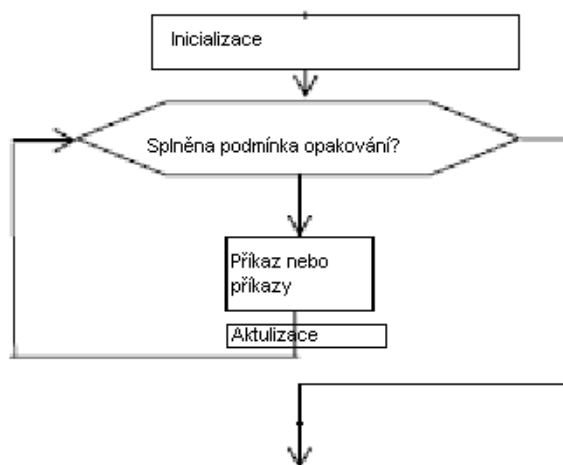 Inicializace
Splněna podmínka opakování?
Příkaz nebo
příkazy
Aktulizace